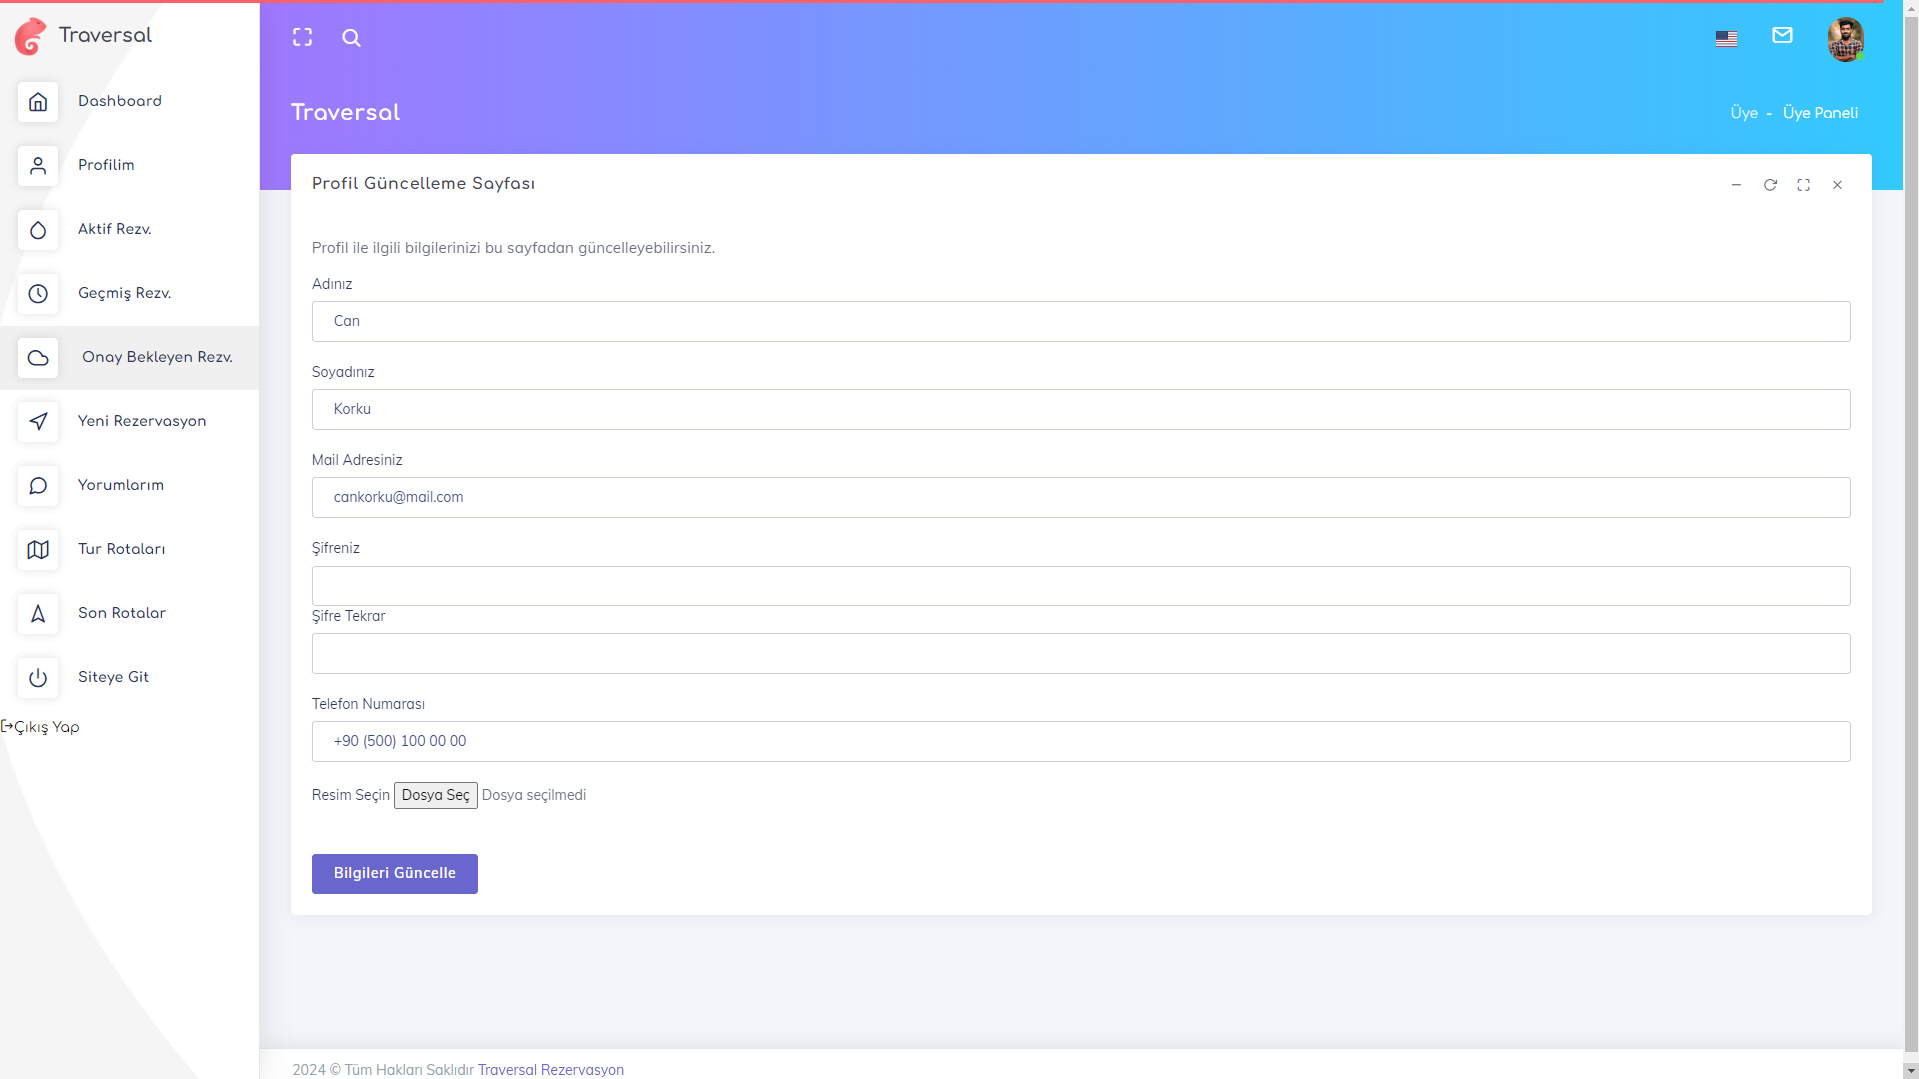 Traversal
Dashboard
Profilim
Aktif Rezv.
Geçmiş Rezv.
Onay Bekleyen Rezv.
Yeni Rezervasyon
Yorumlarım
Tur Rotaları
Son Rotalar
Siteye Git
Çıkış Yap
Traversal
Üye - Üye Paneli
Profil Güncelleme Sayfası
Profil ile ilgili bilgilerinizi bu sayfadan güncelleyebilirsiniz.
Adınız
Can
Soyadınız
Korku
Mail Adresiniz
cankorku@mail.com
Şifreniz
Şifre Tekrar
Telefon Numarası
+90 (500) 100 00 00
Resim Seçin Dosya Seç Dosya seçilmedi
Bilgileri Güncelle
2024 © Tüm Hakları Saklıdır Traversal Rezervasyon